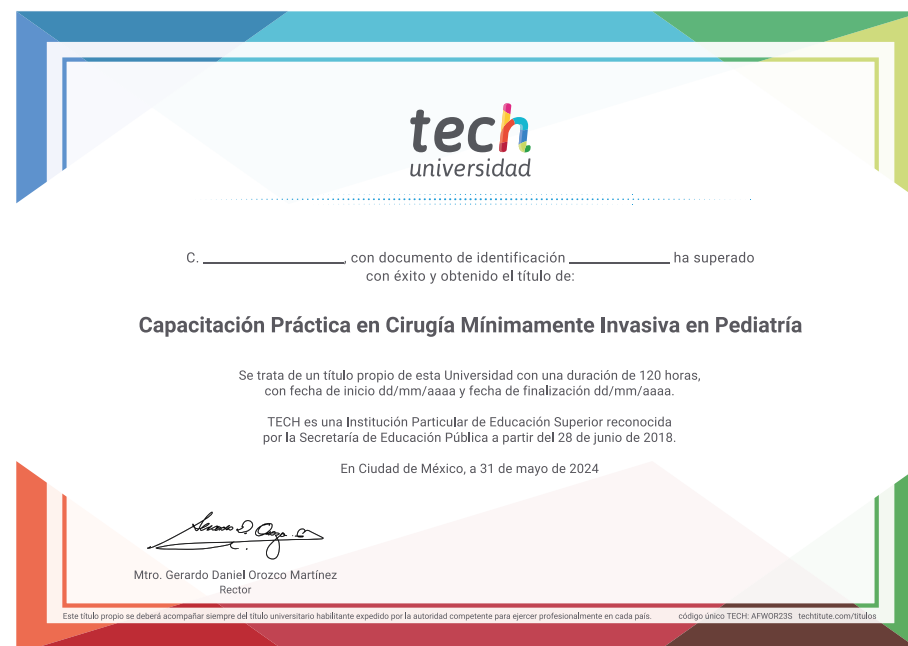 tech
universidad
C. ____________, con documento de identificación ____________ ha superado
con éxito y obtenido el título de:
Capacitación Práctica en Cirugía Mínimamente Invasiva en Pediatría
Se trata de un título propio de esta Universidad con una duración de 120 horas,
con fecha de inicio dd/mm/aaaa y fecha de finalización dd/mm/aaaa.
TECH es una Institución Particular de Educación Superior reconocida
por la Secretaría de Educación Pública a partir del 28 de junio de 2018.
En Ciudad de México, a 31 de mayo de 2024
Mtro. Gerardo Daniel Orozco Martínez
Rector
Este título propio se deberá acompañar siempre del título universitario habilitante expedido por la autoridad competente para ejercer profesionalmente en cada país. código único TECH: AFWOR23S techtitute.com/titulos